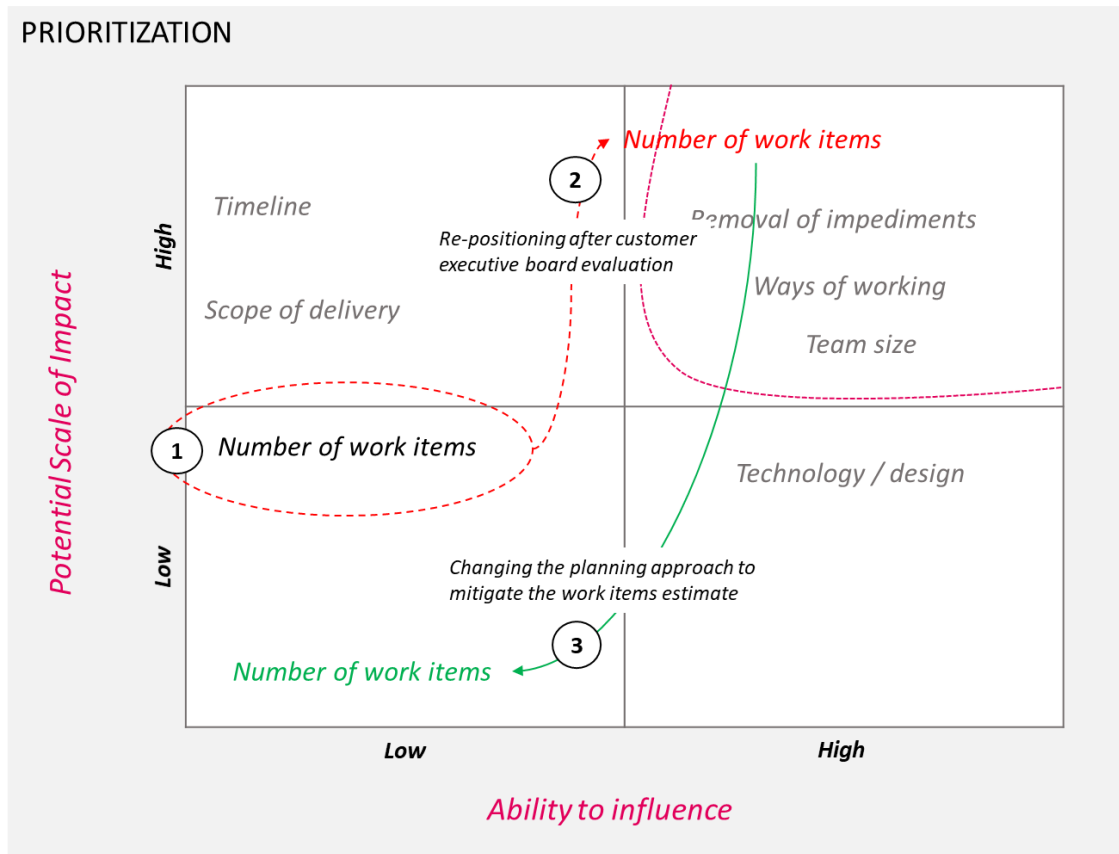 PRIORITIZATION
Number of work items
2
Timeline
Removal of impediments
Re-positioning after customer
executive board evaluation
High
Ways of working
Scope of delivery
Team size
Potential Scale of Impact
1
Number of work items
Technology / design
Low
Changing the planning approach to
mitigate the work items estimate
3
Number of work items
Low
High
Ability to influence